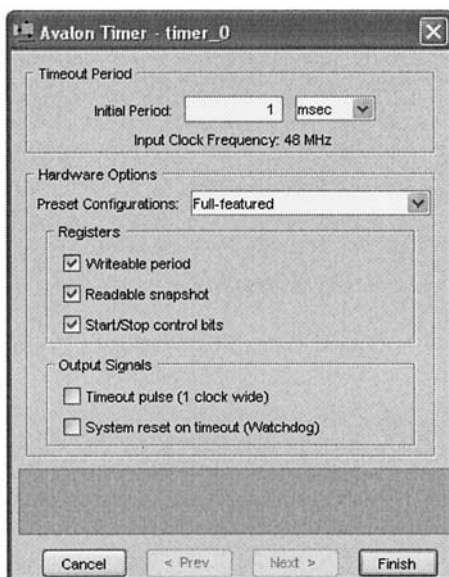 Avalon Timer - timer_0
Timeout Period
Initial Period: 1 msec
Input Clock Frequency: 48 MHz
Hardware Options
Preset Configurations: Full-featured
Registers
Writeable period
Readable snapshot
Start/Stop control bits
Output Signals
Timeout pulse (1 clock wide)
System reset on timeout (Watchdog)
Cancel < Prev Next > Finish